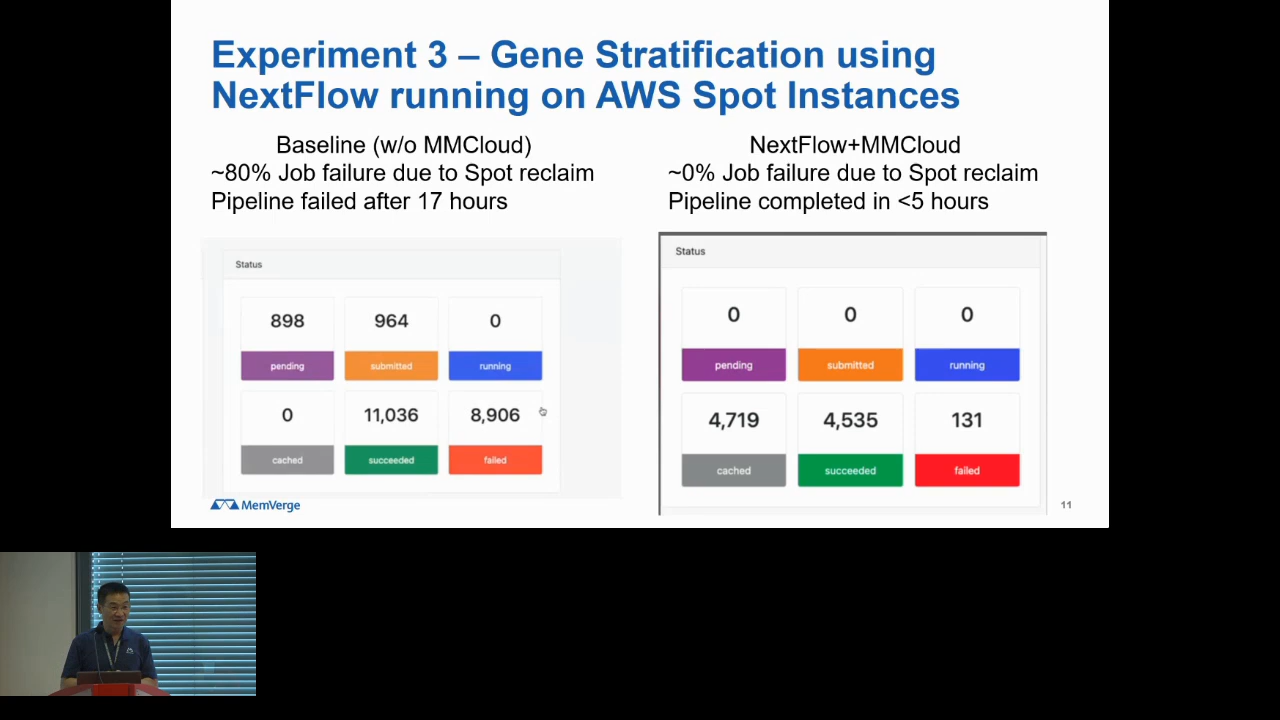 Experiment 3 – Gene Stratification using
NextFlow running on AWS Spot Instances
Baseline (w/o MMCloud)
~80% Job failure due to Spot reclaim
Pipeline failed after 17 hours
NextFlow+MMCloud
~0% Job failure due to Spot reclaim
Pipeline completed in <5 hours
Status
898
964
0
pending
submitted
running
0
11,036
8,906
cached
succeeded
failed
Status
0
0
0
pending
submitted
running
4,719
4,535
131
cached
succeeded
failed
MemVerge
11